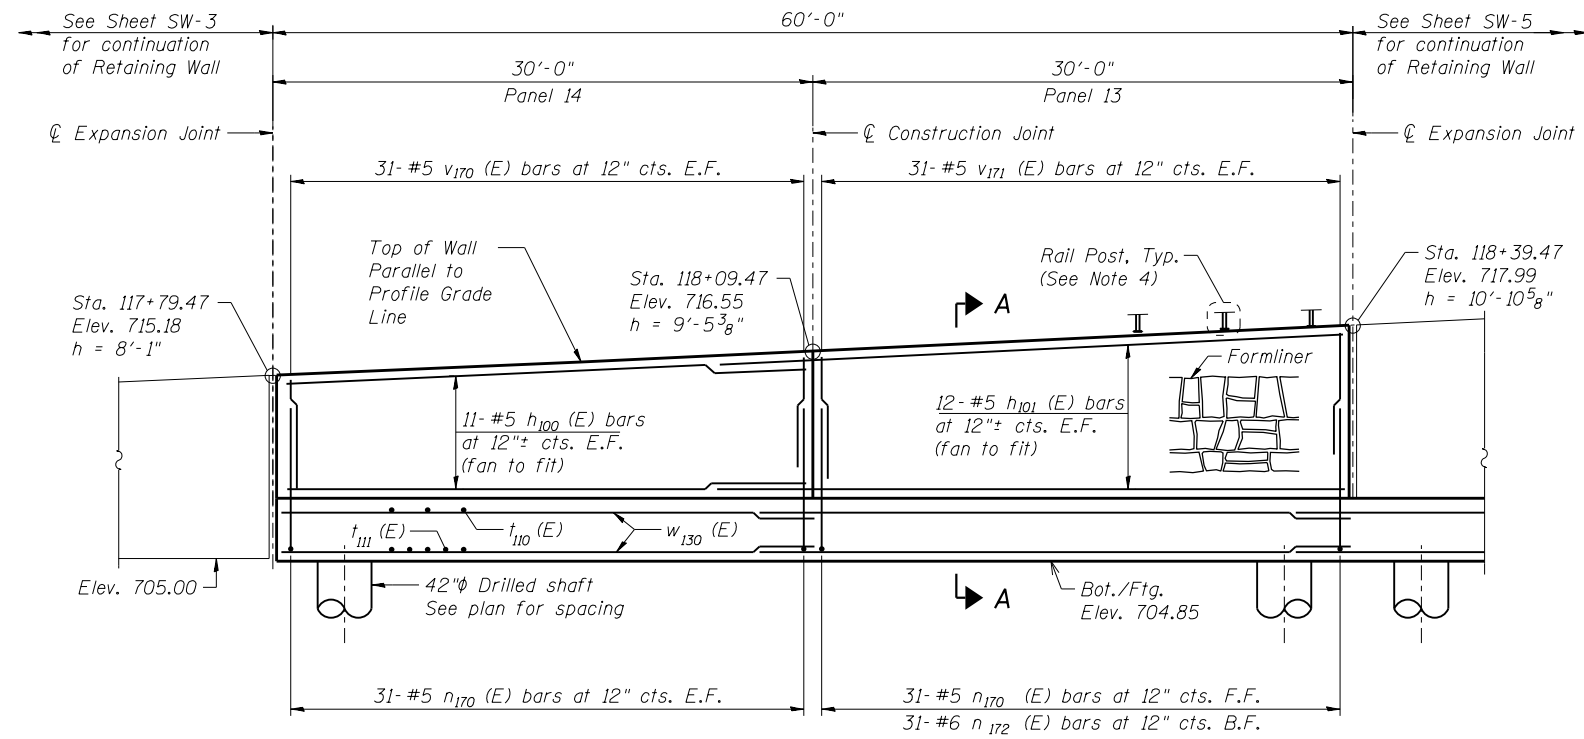 See Sheet SW-3
for continuation
of Retaining Wall
60'-0"
See Sheet SW-5
for continuation
of Retaining Wall
30'-0"
Panel 14
30'-0"
Panel 13
℄ Expansion Joint
℄ Construction Joint
℄ Expansion Joint
31- #5 v170 (E) bars at 12" cts. E.F.
31- #5 v171 (E) bars at 12" cts. E.F.
Top of Wall
Parallel to
Profile Grade
Line
Sta. 118+09.47
Elev. 716.55
h = 9'-5 3/8"
Rail Post, Typ.
(See Note 4)
Sta. 118+39.47
Elev. 717.99
h = 10'-10 5/8"
Sta. 117+79.47
Elev. 715.18
h = 8'-1"
A
Formliner
11- #5 h100 (E) bars
at 12"± cts. E.F.
(fan to fit)
12- #5 h101 (E) bars
at 12"± cts. E.F.
(fan to fit)
t111 (E)
t110 (E)
w130 (E)
Elev. 705.00
42"ϕ Drilled shaft
See plan for spacing
A
Bot./Ftg.
Elev. 704.85
31- #5 n170 (E) bars at 12" cts. E.F.
31- #5 n170 (E) bars at 12" cts. F.F.
31- #6 n172 (E) bars at 12" cts. B.F.